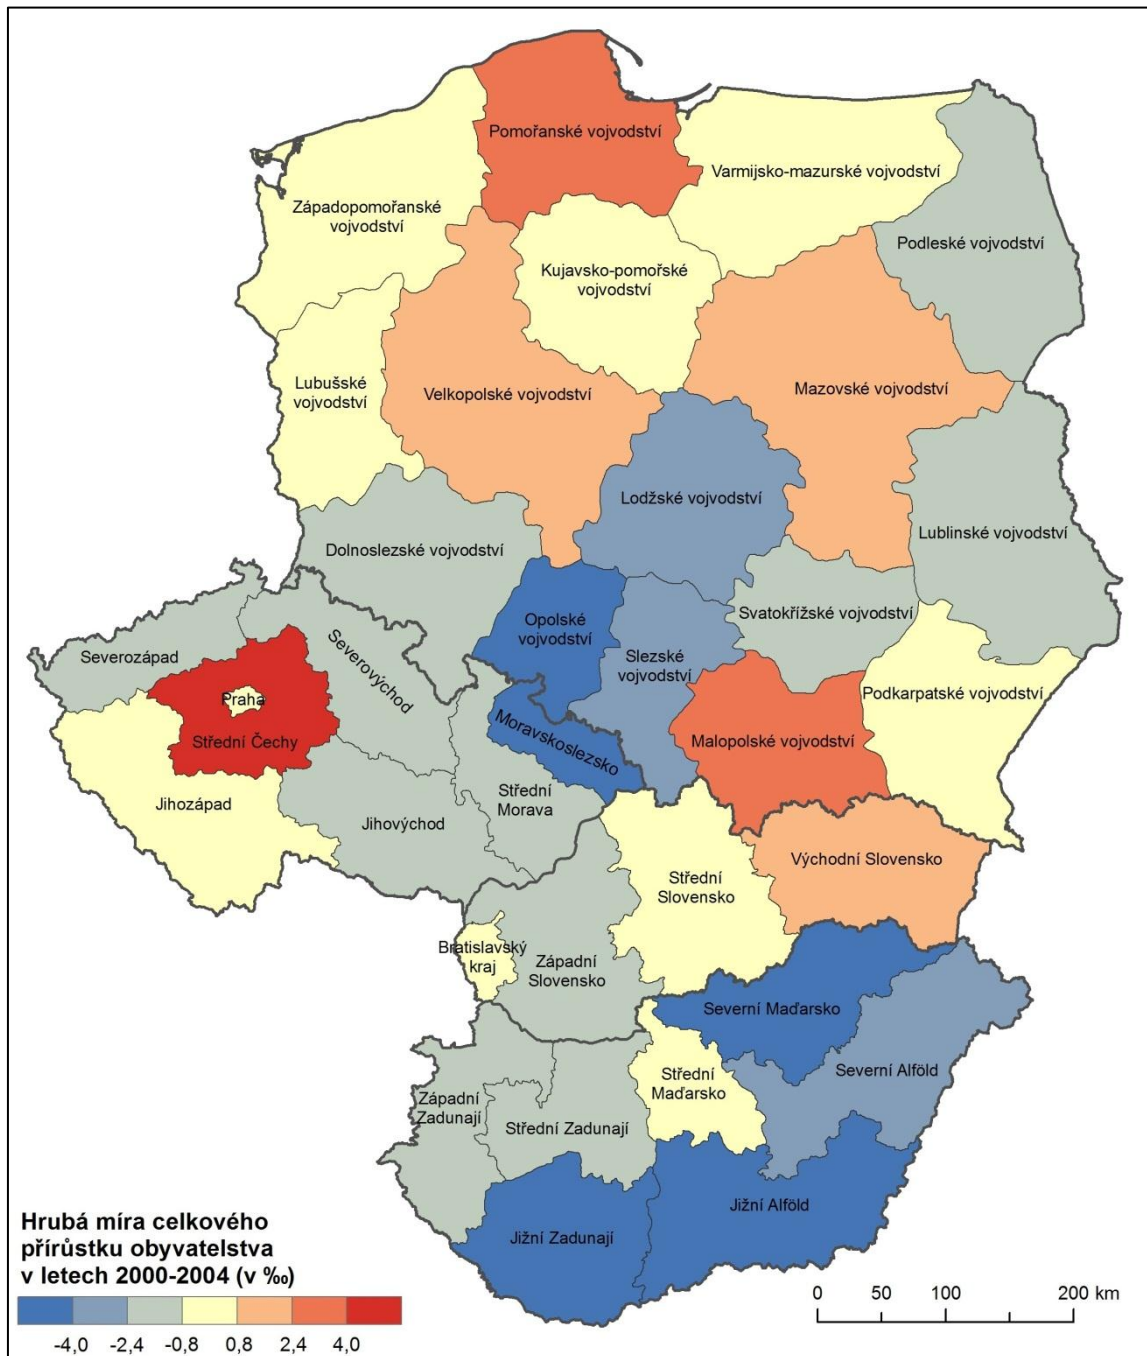 Pomořanské vojvodství
Varmijsko-mazurské vojvodství
Západopomořanské
vojvodství
Podleské vojvodství
Kujavsko-pomořské
vojvodství
Lubušské
vojvodství
Velkopolské vojvodství
Mazovské vojvodství
Lodžské vojvodství
Lublinské vojvodství
Dolnoslezské vojvodství
Opolské
vojvodství
Svatokřížské vojvodství
Slezské
vojvodství
Severozápad
Severovýchod
Podkarpatské vojvodství
Praha
Střední Čechy
Moravskoslezsko
Malopolské vojvodství
Jihozápad
Střední
Morava
Jihovýchod
Východní Slovensko
Střední
Slovensko
Bratislavský
kraj
Západní
Slovensko
Severní Maďarsko
Severní Alföld
Střední
Maďarsko
Západní
Zadunají
Střední Zadunají
Jižní Alföld
Jižní Zadunají
Hrubá míra celkového
přírůstku obyvatelstva
v letech 2000-2004 (v ‰)
-4,0 -2,4 -0,8 0,8 2,4 4,0
0 50 100 200 km